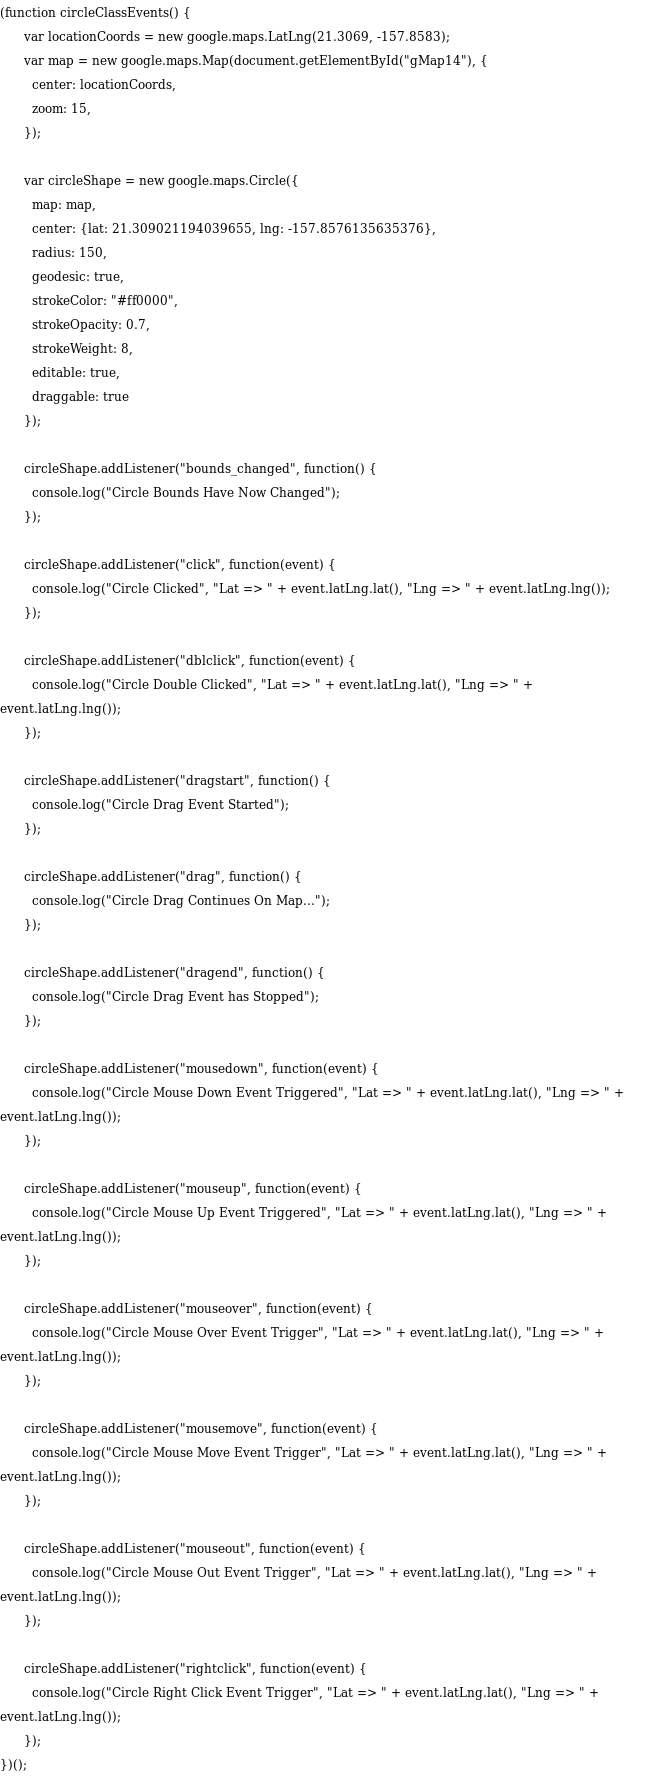 (function circleClassEvents() {
var locationCoords = new google.maps.LatLng(21.3069, -157.8583);
var map = new google.maps.Map(document.getElementById("gMap14"), {
center: locationCoords,
zoom: 15,
});
var circleShape = new google.maps.Circle({
map: map,
center: {lat: 21.309021194039655, lng: -157.8576135635376},
radius: 150,
geodesic: true,
strokeColor: "#ff0000",
strokeOpacity: 0.7,
strokeWeight: 8,
editable: true,
draggable: true
});
circleShape.addListener("bounds_changed", function() {
console.log("Circle Bounds Have Now Changed");
});
circleShape.addListener("click", function(event) {
console.log("Circle Clicked", "Lat => " + event.latLng.lat(), "Lng => " + event.latLng.lng());
});
circleShape.addListener("dblclick", function(event) {
console.log("Circle Double Clicked", "Lat => " + event.latLng.lat(), "Lng => " +
event.latLng.lng());
});
circleShape.addListener("dragstart", function() {
console.log("Circle Drag Event Started");
});
circleShape.addListener("drag", function() {
console.log("Circle Drag Continues On Map...");
});
circleShape.addListener("dragend", function() {
console.log("Circle Drag Event has Stopped");
});
circleShape.addListener("mousedown", function(event) {
console.log("Circle Mouse Down Event Triggered", "Lat => " + event.latLng.lat(), "Lng => " +
event.latLng.lng());
});
circleShape.addListener("mouseup", function(event) {
console.log("Circle Mouse Up Event Triggered", "Lat => " + event.latLng.lat(), "Lng => " +
event.latLng.lng());
});
circleShape.addListener("mouseover", function(event) {
console.log("Circle Mouse Over Event Trigger", "Lat => " + event.latLng.lat(), "Lng => " +
event.latLng.lng());
});
circleShape.addListener("mousemove", function(event) {
console.log("Circle Mouse Move Event Trigger", "Lat => " + event.latLng.lat(), "Lng => " +
event.latLng.lng());
});
circleShape.addListener("mouseout", function(event) {
console.log("Circle Mouse Out Event Trigger", "Lat => " + event.latLng.lat(), "Lng => " +
event.latLng.lng());
});
circleShape.addListener("rightclick", function(event) {
console.log("Circle Right Click Event Trigger", "Lat => " + event.latLng.lat(), "Lng => " +
event.latLng.lng());
});
})();